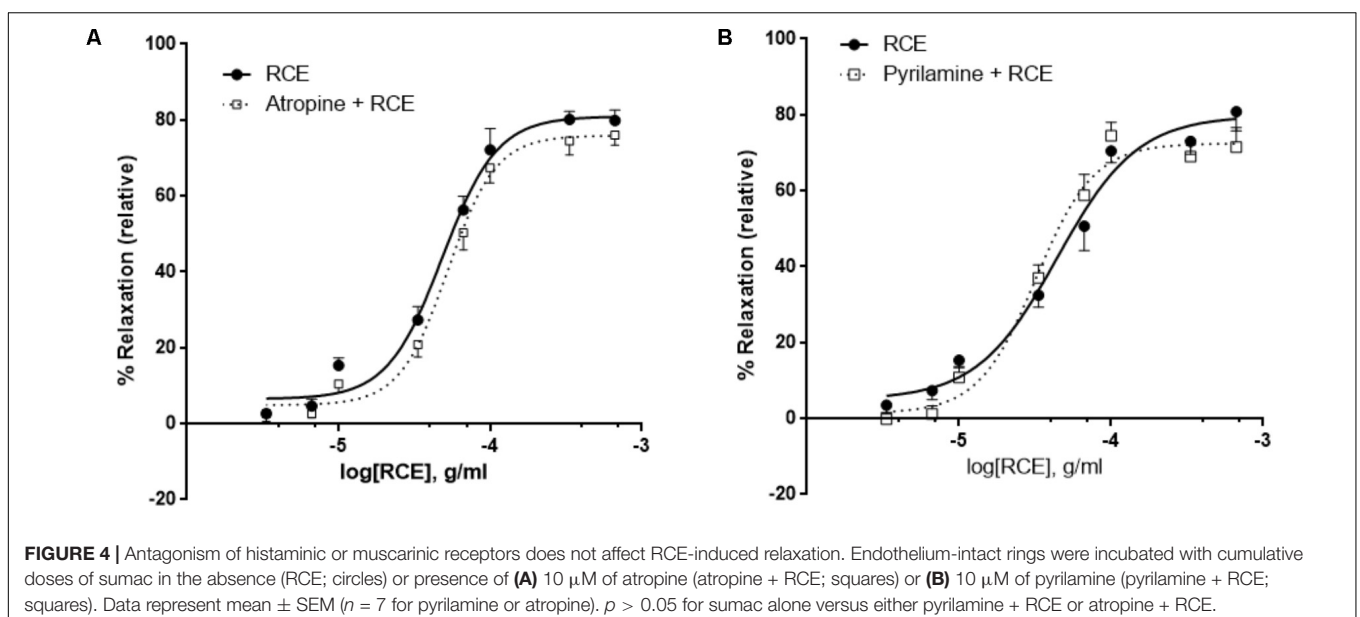 A
100
80
60
40
20
0
-20
RCE
Atropine + RCE
% Relaxation (relative)
-5
-4
-3
log[RCE], g/ml
B
100
80
60
40
20
0
-20
RCE
Pyrilamine + RCE
% Relaxation (relative)
-5
-4
-3
log[RCE], g/ml
FIGURE 4 | Antagonism of histaminic or muscarinic receptors does not affect RCE-induced relaxation. Endothelium-intact rings were incubated with cumulative
doses of sumac in the absence (RCE; circles) or presence of (A) 10 μM of atropine (atropine + RCE; squares) or (B) 10 μM of pyrilamine (pyrilamine + RCE;
squares). Data represent mean ± SEM (n = 7 for pyrilamine or atropine). p > 0.05 for sumac alone versus either pyrilamine + RCE or atropine + RCE.